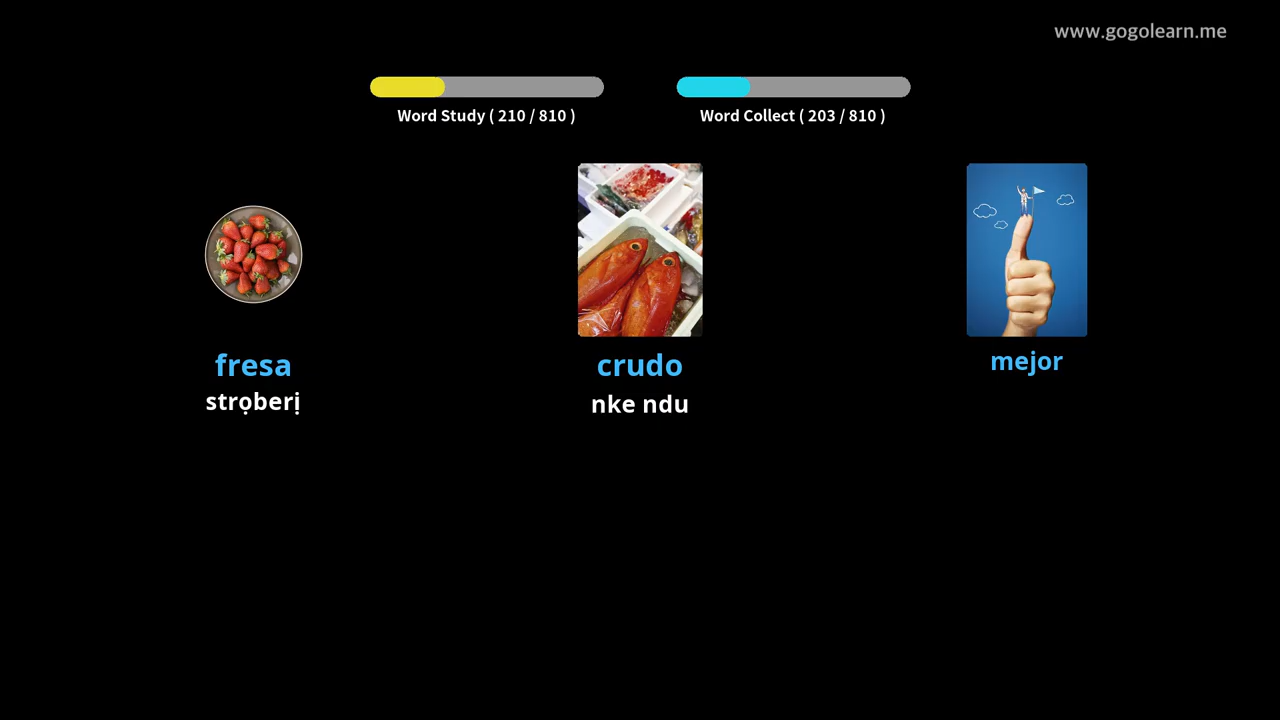 www.gogolearn.me
Word Study ( 210 / 810 )
Word Collect ( 203 / 810 )
fresa
strọberị
crudo
nke ndu
mejor